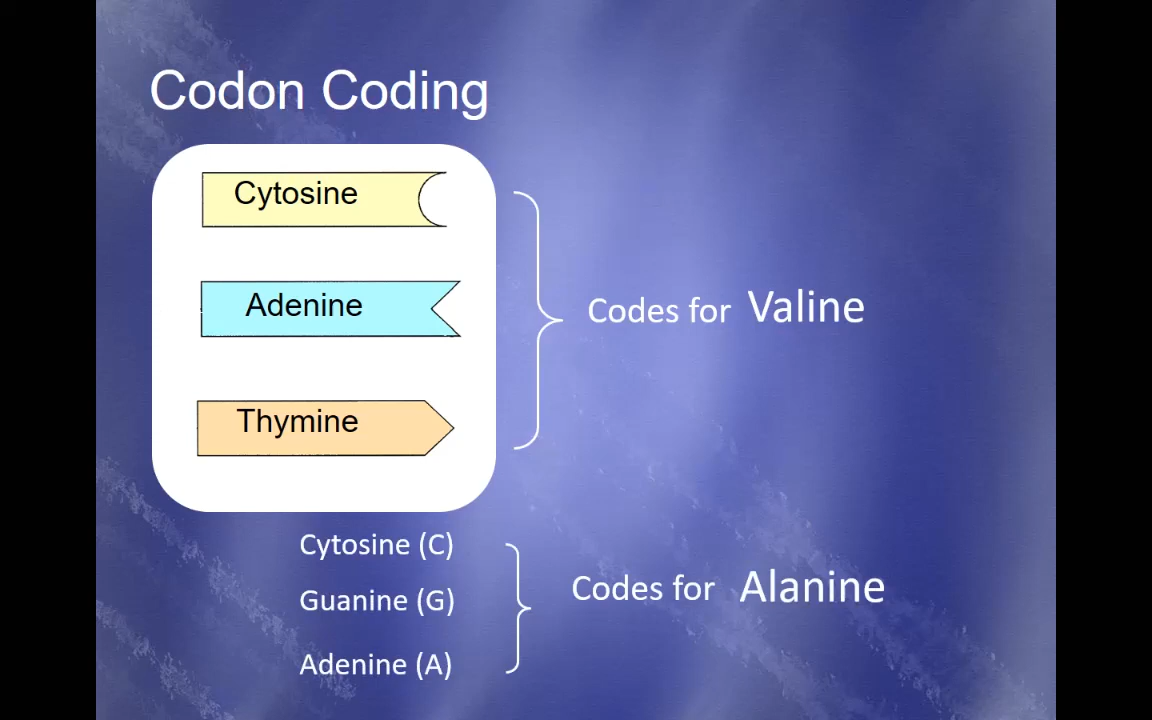 Codon Coding
Cytosine
Adenine
Thymine
Codes for Valine
Cytosine (C)
Guanine (G)
Adenine (A)
Codes for Alanine